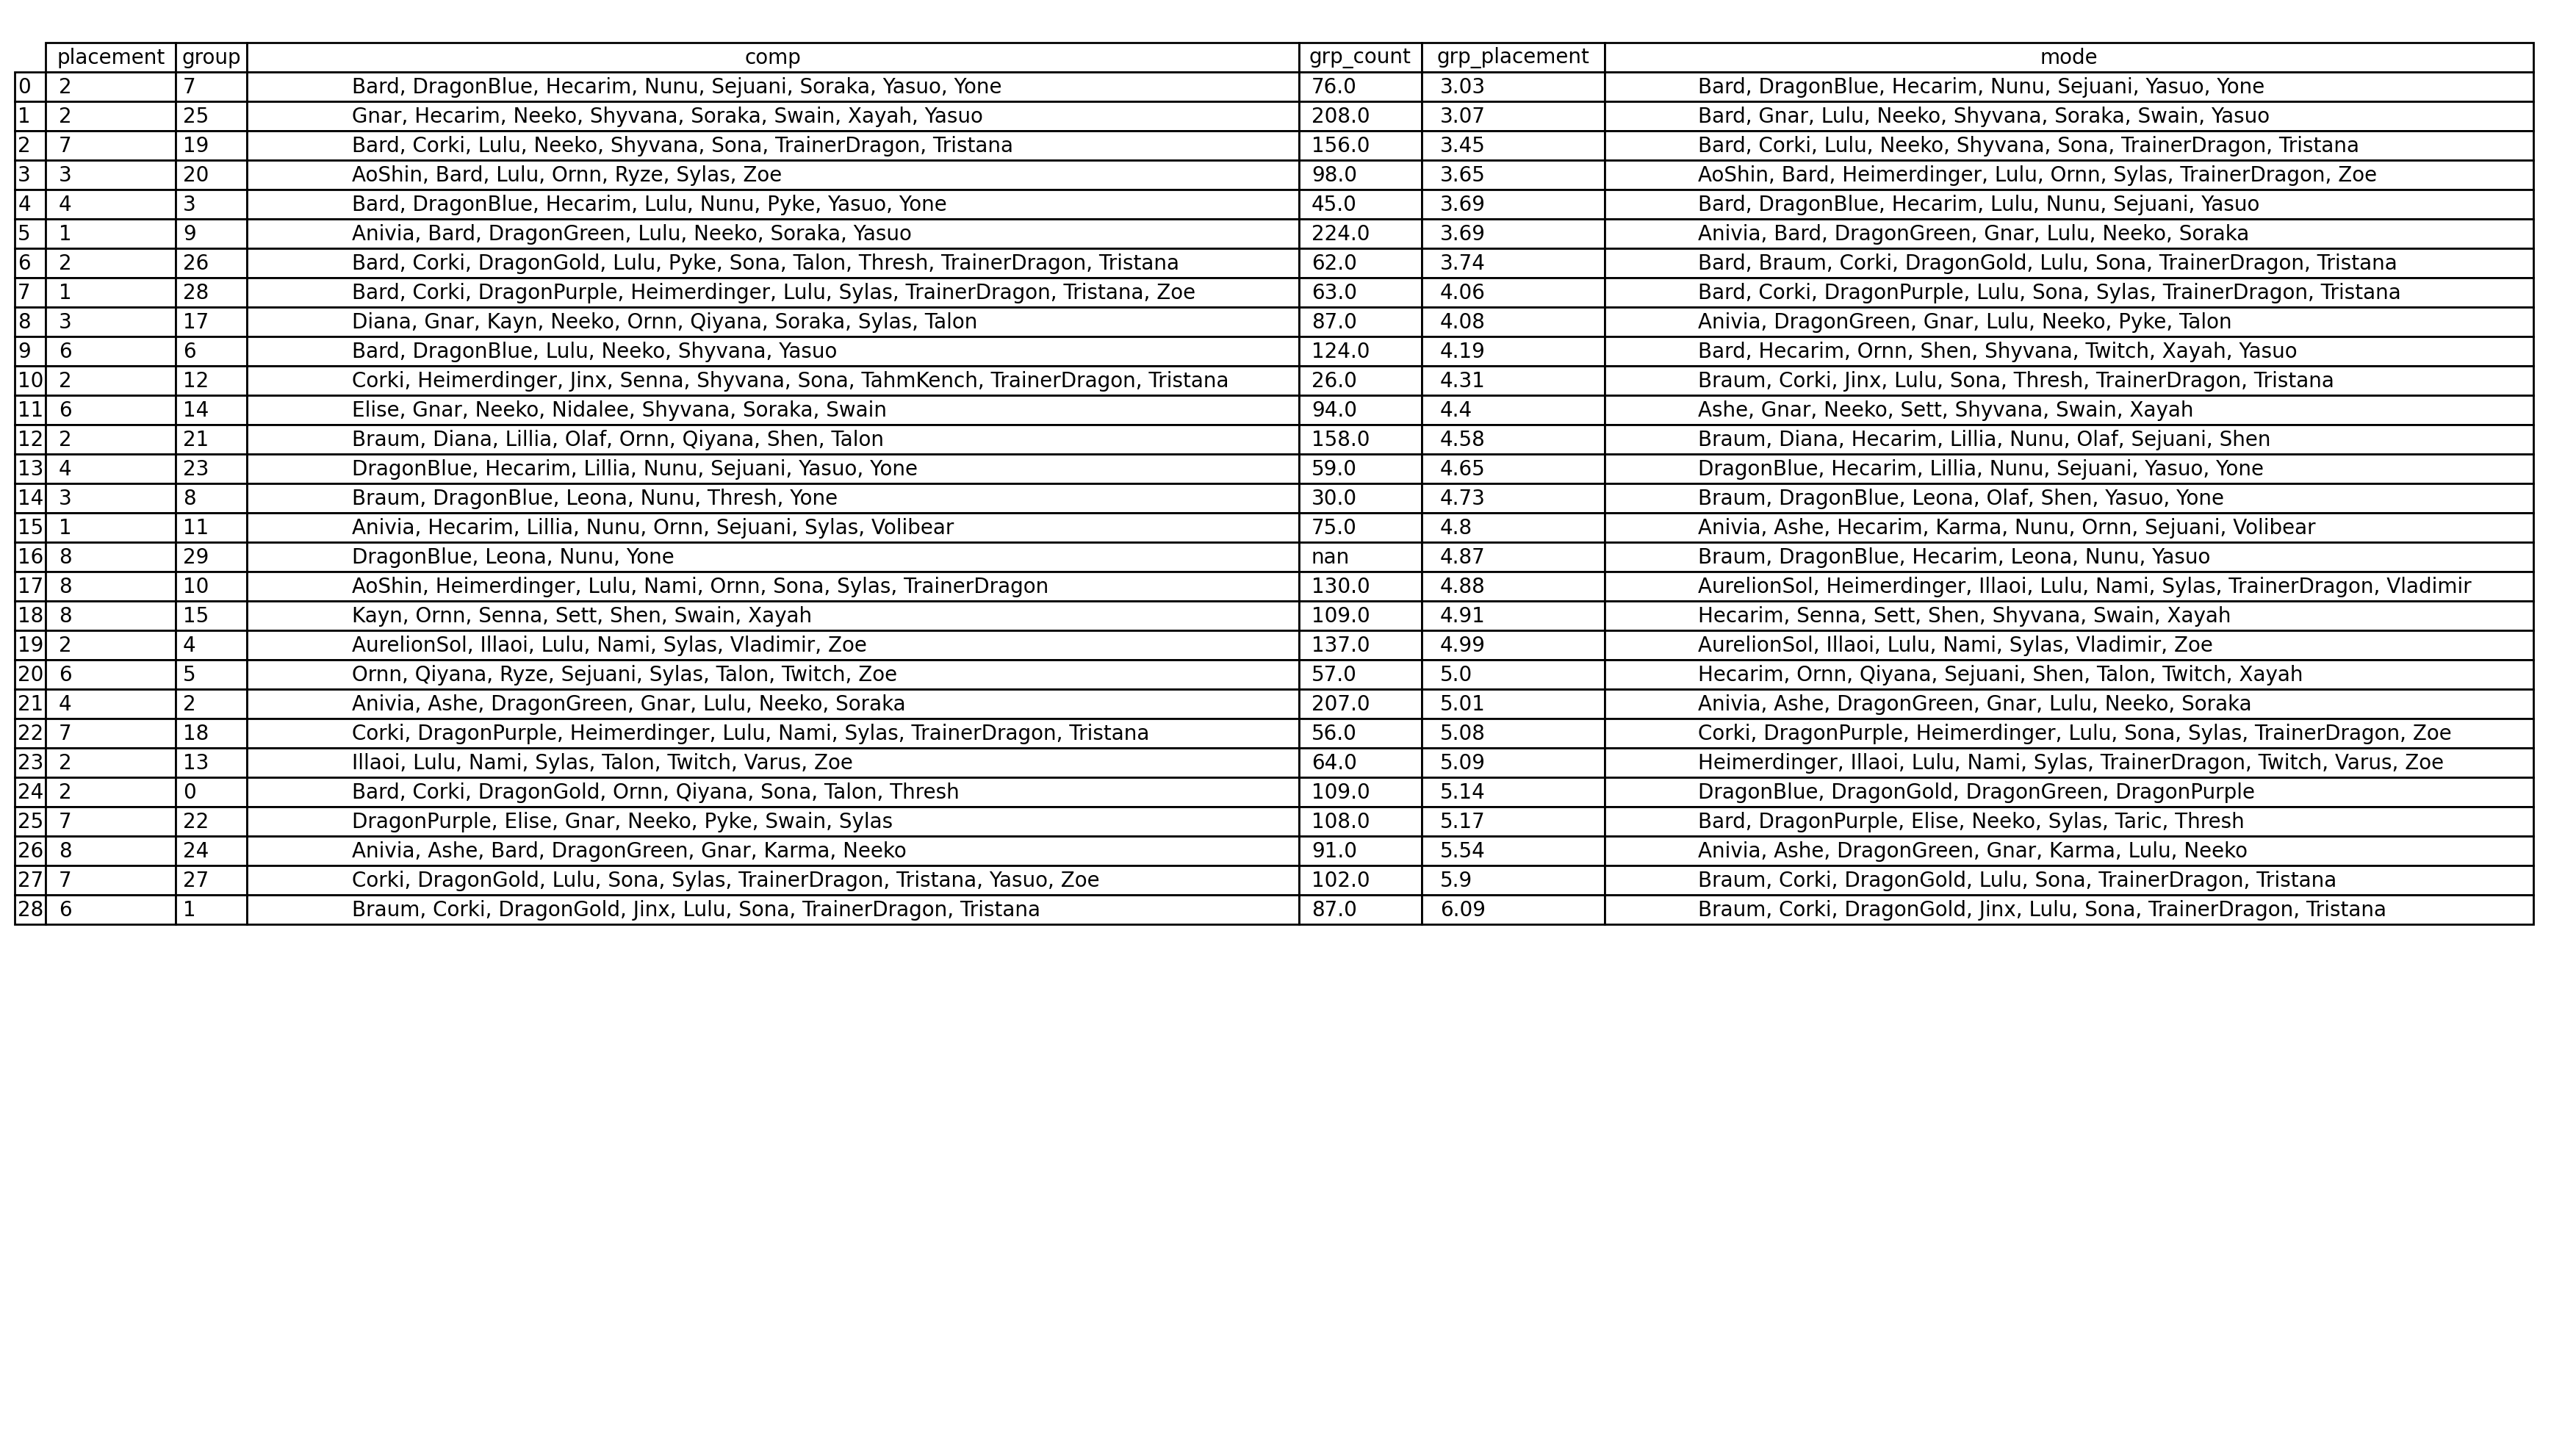 placement group comp grp_count grp_placement mode
0 2 7 Bard, DragonBlue, Hecarim, Nunu, Sejuani, Soraka, Yasuo, Yone 76.0 3.03 Bard, DragonBlue, Hecarim, Nunu, Sejuani, Yasuo, Yone
1 2 25 Gnar, Hecarim, Neeko, Shyvana, Soraka, Swain, Xayah, Yasuo 208.0 3.07 Bard, Gnar, Lulu, Neeko, Shyvana, Soraka, Swain, Yasuo
2 7 19 Bard, Corki, Lulu, Neeko, Shyvana, Sona, TrainerDragon, Tristana 156.0 3.45 Bard, Corki, Lulu, Neeko, Shyvana, Sona, TrainerDragon, Tristana
3 3 20 AoShin, Bard, Lulu, Ornn, Ryze, Sylas, Zoe 98.0 3.65 AoShin, Bard, Heimerdinger, Lulu, Ornn, Sylas, TrainerDragon, Zoe
4 4 3 Bard, DragonBlue, Hecarim, Lulu, Nunu, Pyke, Yasuo, Yone 45.0 3.69 Bard, DragonBlue, Hecarim, Lulu, Nunu, Sejuani, Yasuo
5 1 9 Anivia, Bard, DragonGreen, Lulu, Neeko, Soraka, Yasuo 224.0 3.69 Anivia, Bard, DragonGreen, Gnar, Lulu, Neeko, Soraka
6 2 26 Bard, Corki, DragonGold, Lulu, Pyke, Sona, Talon, Thresh, TrainerDragon, Tristana 62.0 3.74 Bard, Braum, Corki, DragonGold, Lulu, Sona, TrainerDragon, Tristana
7 1 28 Bard, Corki, DragonPurple, Heimerdinger, Lulu, Sylas, TrainerDragon, Tristana, Zoe 63.0 4.06 Bard, Corki, DragonPurple, Lulu, Sona, Sylas, TrainerDragon, Tristana
8 3 17 Diana, Gnar, Kayn, Neeko, Ornn, Qiyana, Soraka, Sylas, Talon 87.0 4.08 Anivia, DragonGreen, Gnar, Lulu, Neeko, Pyke, Talon
9 6 6 Bard, DragonBlue, Lulu, Neeko, Shyvana, Yasuo 124.0 4.19 Bard, Hecarim, Ornn, Shen, Shyvana, Twitch, Xayah, Yasuo
10 2 12 Corki, Heimerdinger, Jinx, Senna, Shyvana, Sona, TahmKench, TrainerDragon, Tristana 26.0 4.31 Braum, Corki, Jinx, Lulu, Sona, Thresh, TrainerDragon, Tristana
11 6 14 Elise, Gnar, Neeko, Nidalee, Shyvana, Soraka, Swain 94.0 4.4 Ashe, Gnar, Neeko, Sett, Shyvana, Swain, Xayah
12 2 21 Braum, Diana, Lillia, Olaf, Ornn, Qiyana, Shen, Talon 158.0 4.58 Braum, Diana, Hecarim, Lillia, Nunu, Olaf, Sejuani, Shen
13 4 23 DragonBlue, Hecarim, Lillia, Nunu, Sejuani, Yasuo, Yone 59.0 4.65 DragonBlue, Hecarim, Lillia, Nunu, Sejuani, Yasuo, Yone
14 3 8 Braum, DragonBlue, Leona, Nunu, Thresh, Yone 30.0 4.73 Braum, DragonBlue, Leona, Olaf, Shen, Yasuo, Yone
15 1 11 Anivia, Hecarim, Lillia, Nunu, Ornn, Sejuani, Sylas, Volibear 75.0 4.8 Anivia, Ashe, Hecarim, Karma, Nunu, Ornn, Sejuani, Volibear
16 8 29 DragonBlue, Leona, Nunu, Yone nan 4.87 Braum, DragonBlue, Hecarim, Leona, Nunu, Yasuo
17 8 10 AoShin, Heimerdinger, Lulu, Nami, Ornn, Sona, Sylas, TrainerDragon 130.0 4.88 AurelionSol, Heimerdinger, Illaoi, Lulu, Nami, Sylas, TrainerDragon, Vladimir
18 8 15 Kayn, Ornn, Senna, Sett, Shen, Swain, Xayah 109.0 4.91 Hecarim, Senna, Sett, Shen, Shyvana, Swain, Xayah
19 2 4 AurelionSol, Illaoi, Lulu, Nami, Sylas, Vladimir, Zoe 137.0 4.99 AurelionSol, Illaoi, Lulu, Nami, Sylas, Vladimir, Zoe
20 6 5 Ornn, Qiyana, Ryze, Sejuani, Sylas, Talon, Twitch, Zoe 57.0 5.0 Hecarim, Ornn, Qiyana, Sejuani, Shen, Talon, Twitch, Xayah
21 4 2 Anivia, Ashe, DragonGreen, Gnar, Lulu, Neeko, Soraka 207.0 5.01 Anivia, Ashe, DragonGreen, Gnar, Lulu, Neeko, Soraka
22 7 18 Corki, DragonPurple, Heimerdinger, Lulu, Nami, Sylas, TrainerDragon, Tristana 56.0 5.08 Corki, DragonPurple, Heimerdinger, Lulu, Sona, Sylas, TrainerDragon, Zoe
23 2 13 Illaoi, Lulu, Nami, Sylas, Talon, Twitch, Varus, Zoe 64.0 5.09 Heimerdinger, Illaoi, Lulu, Nami, Sylas, TrainerDragon, Twitch, Varus, Zoe
24 2 0 Bard, Corki, DragonGold, Ornn, Qiyana, Sona, Talon, Thresh 109.0 5.14 DragonBlue, DragonGold, DragonGreen, DragonPurple
25 7 22 DragonPurple, Elise, Gnar, Neeko, Pyke, Swain, Sylas 108.0 5.17 Bard, DragonPurple, Elise, Neeko, Sylas, Taric, Thresh
26 8 24 Anivia, Ashe, Bard, DragonGreen, Gnar, Karma, Neeko 91.0 5.54 Anivia, Ashe, DragonGreen, Gnar, Karma, Lulu, Neeko
27 7 27 Corki, DragonGold, Lulu, Sona, Sylas, TrainerDragon, Tristana, Yasuo, Zoe 102.0 5.9 Braum, Corki, DragonGold, Lulu, Sona, TrainerDragon, Tristana
28 6 1 Braum, Corki, DragonGold, Jinx, Lulu, Sona, TrainerDragon, Tristana 87.0 6.09 Braum, Corki, DragonGold, Jinx, Lulu, Sona, TrainerDragon, Tristana